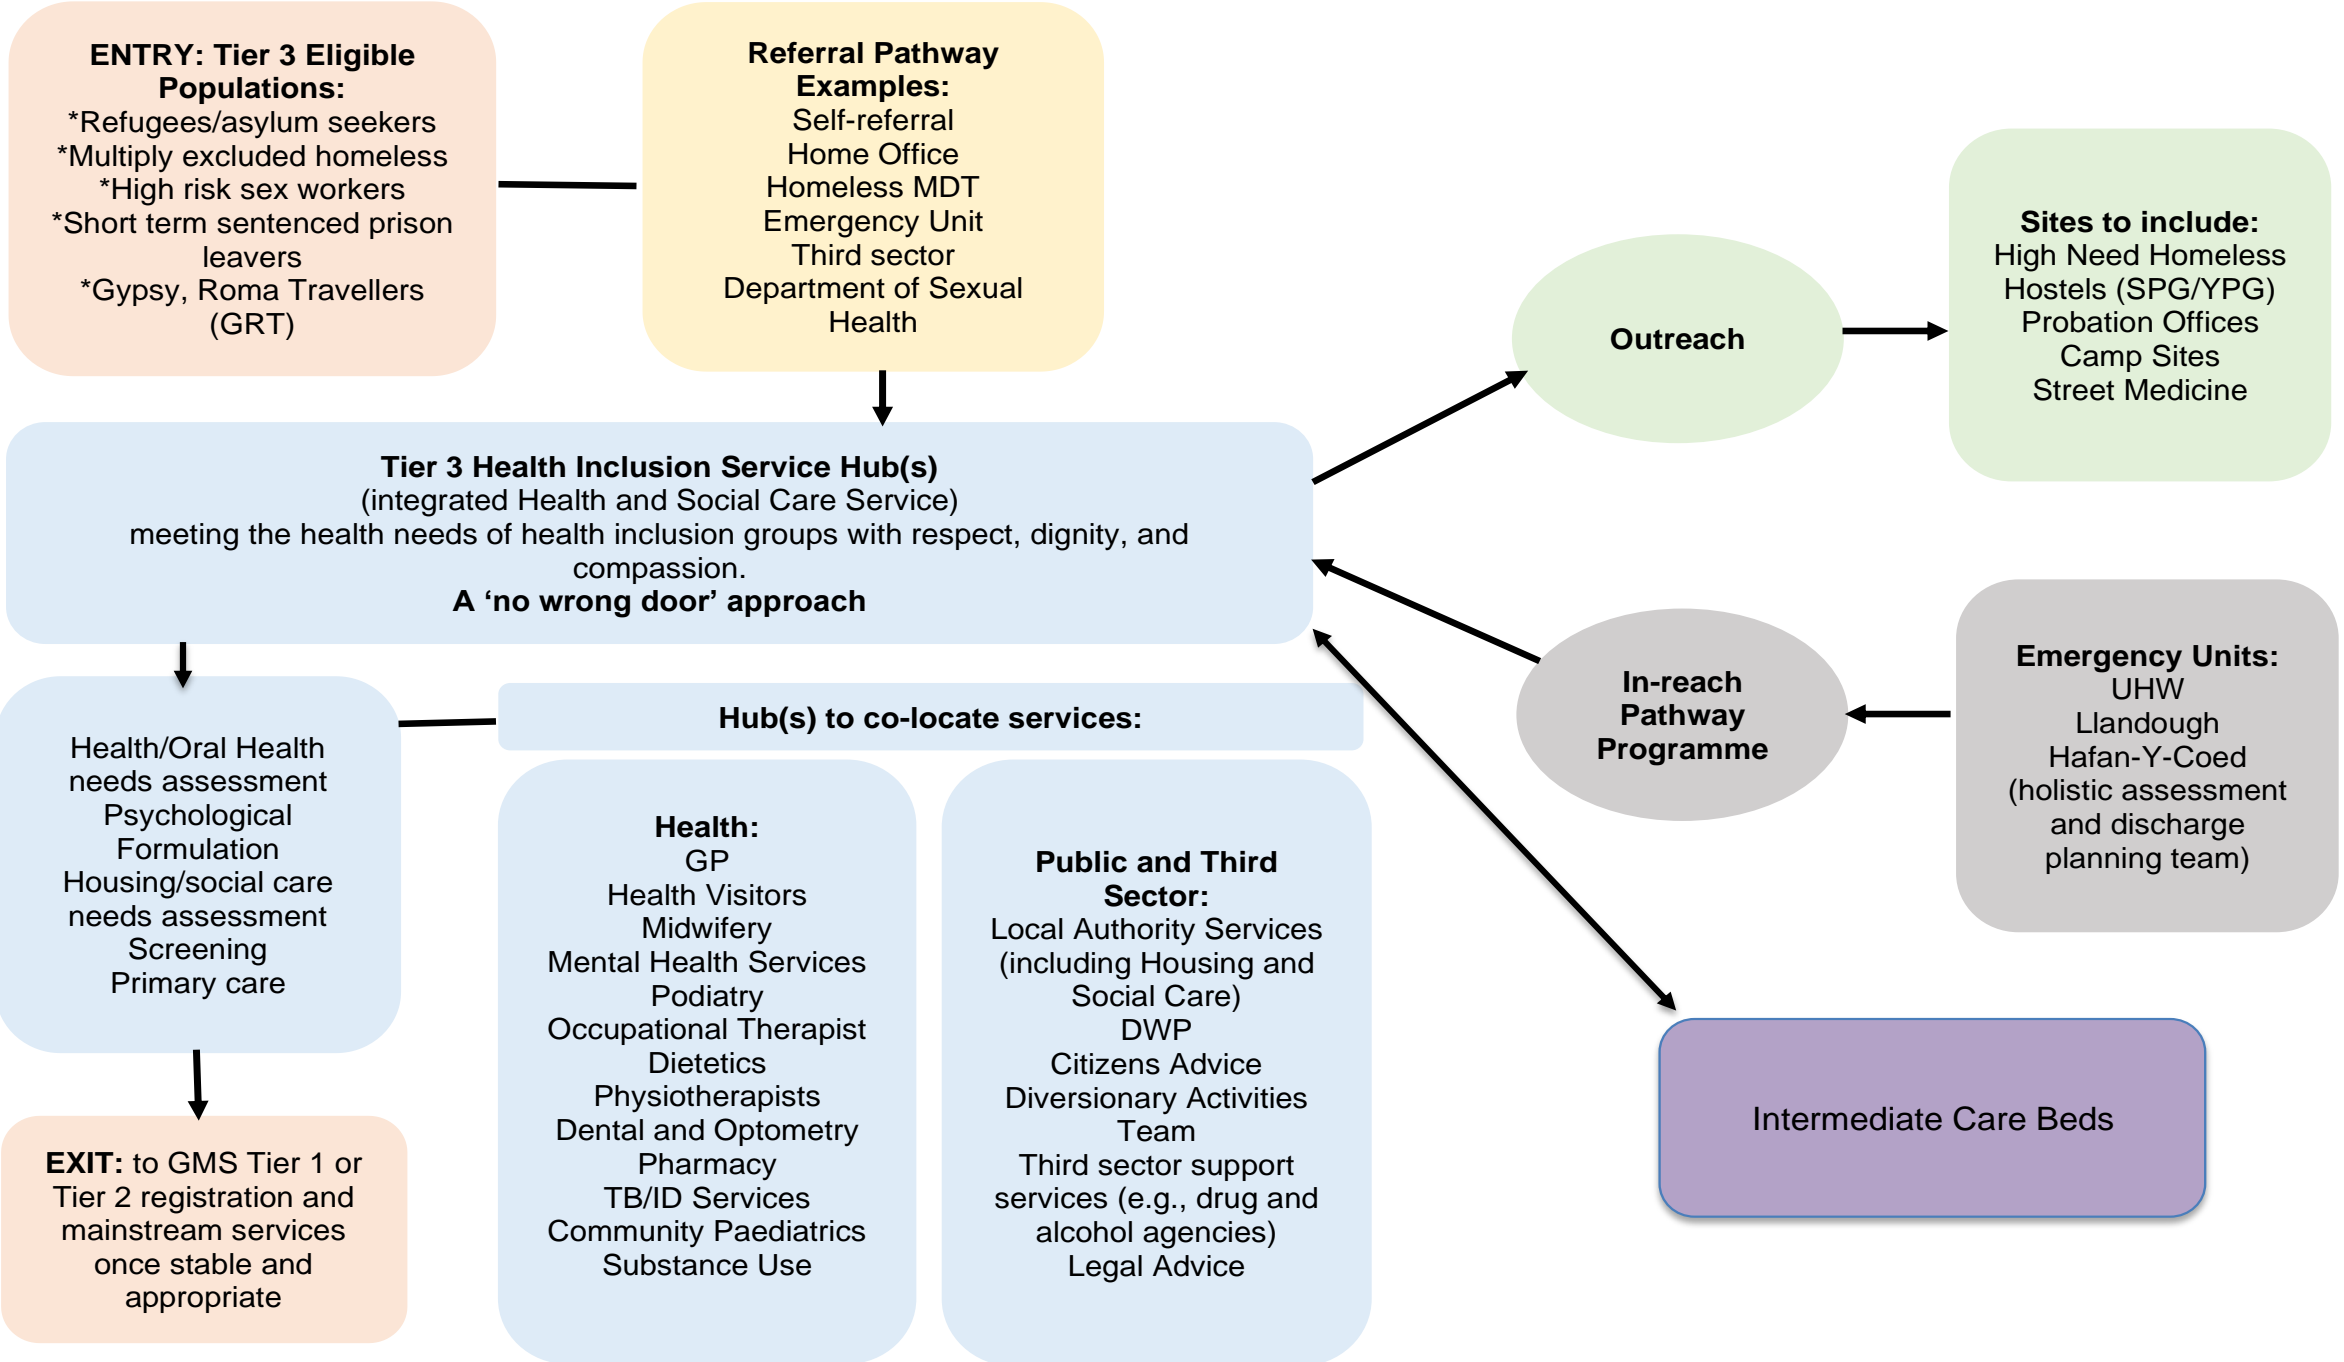 ENTRY: Tier 3 Eligible
Populations:
*Refugees/asylum seekers
*Multiply excluded homeless
*High risk sex workers
*Short term sentenced prison
leavers
*Gypsy, Roma Travellers
(GRT)
Referral Pathway
Examples:
Self-referral
Home Office
Homeless MDT
Emergency Unit
Third sector
Department of Sexual
Health
Outreach
Sites to include:
High Need Homeless
Hostels (SPG/YPG)
Probation Offices
Camp Sites
Street Medicine
Tier 3 Health Inclusion Service Hub(s)
(integrated Health and Social Care Service)
meeting the health needs of health inclusion groups with respect, dignity, and
compassion.
A ‘no wrong door’ approach
In-reach
Pathway
Programme
Emergency Units:
UHW
Llandough
Hafan-Y-Coed
(holistic assessment
and discharge
planning team)
Health/Oral Health
needs assessment
Psychological
Formulation
Housing/social care
needs assessment
Screening
Primary care
Hub(s) to co-locate services:
Health:
GP
Health Visitors
Midwifery
Mental Health Services
Podiatry
Occupational Therapist
Dietetics
Physiotherapists
Dental and Optometry
Pharmacy
TB/ID Services
Community Paediatrics
Substance Use
Public and Third
Sector:
Local Authority Services
(including Housing and
Social Care)
DWP
Citizens Advice
Diversionary Activities
Team
Third sector support
services (e.g., drug and
alcohol agencies)
Legal Advice
Intermediate Care Beds
EXIT: to GMS Tier 1 or
Tier 2 registration and
mainstream services
once stable and
appropriate